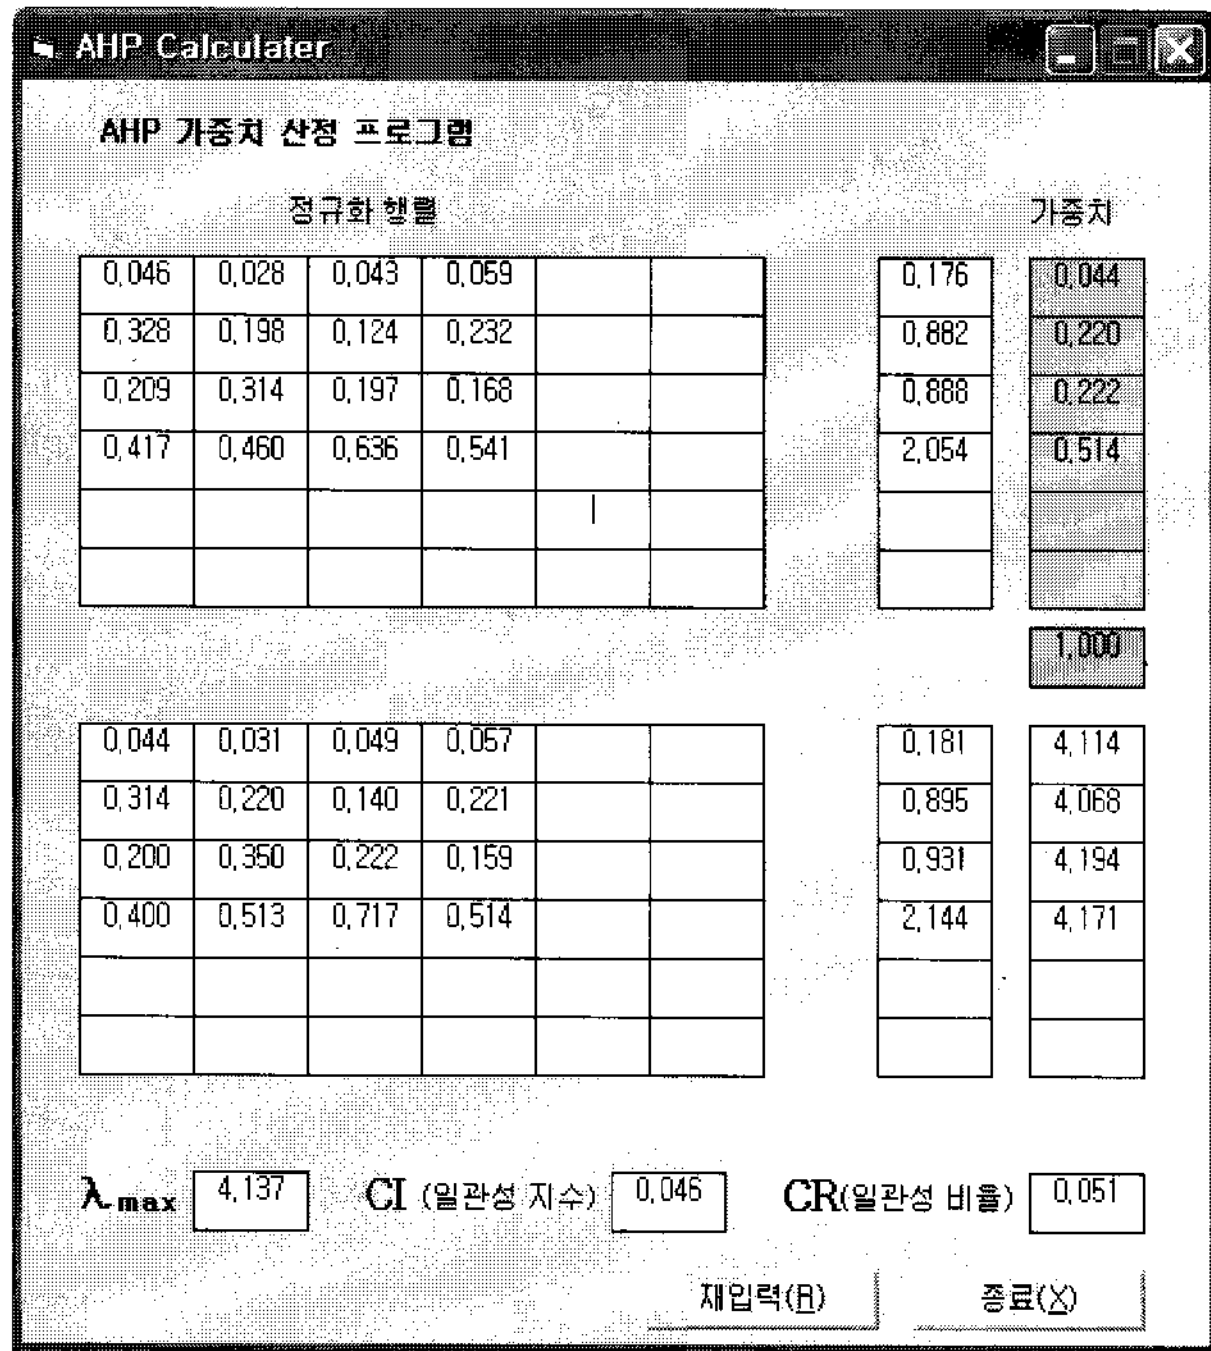 AHP Calculater
AHP 가중치 산정 프로그램
정규화 행렬 가중치
0,046 0,028 0,043 0,059 0,176 0,044
0,328 0,198 0,124 0,232 0,882 0,220
0,209 0,314 0,197 0,168 0,888 0,222
0,417 0,460 0,636 0,541 2,054 0,514
1,000
0,044 0,031 0,049 0,057 0,181 4,114
0,314 0,220 0,140 0,221 0,895 4,068
0,200 0,350 0,222 0,159 0,931 4,194
0,400 0,513 0,717 0,514 2,144 4,171
λ-max 4,137 CI (일관성 지수) 0,046 CR(일관성 비율) 0,051
재입력(R) 종료(X)